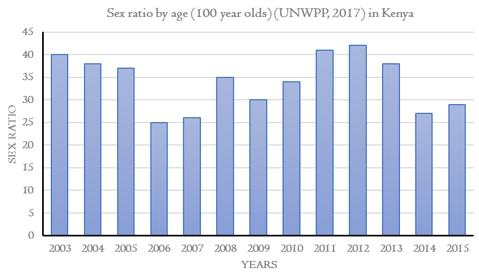 Sex ratio by age (100 year olds) (UNWPP, 2017) in Kenya
45
40
35
30
25
20
15
10
5
0
SEX RATIO
2003 2004 2005 2006 2007 2008 2009 2010 2011 2012 2013 2014 2015
YEARS